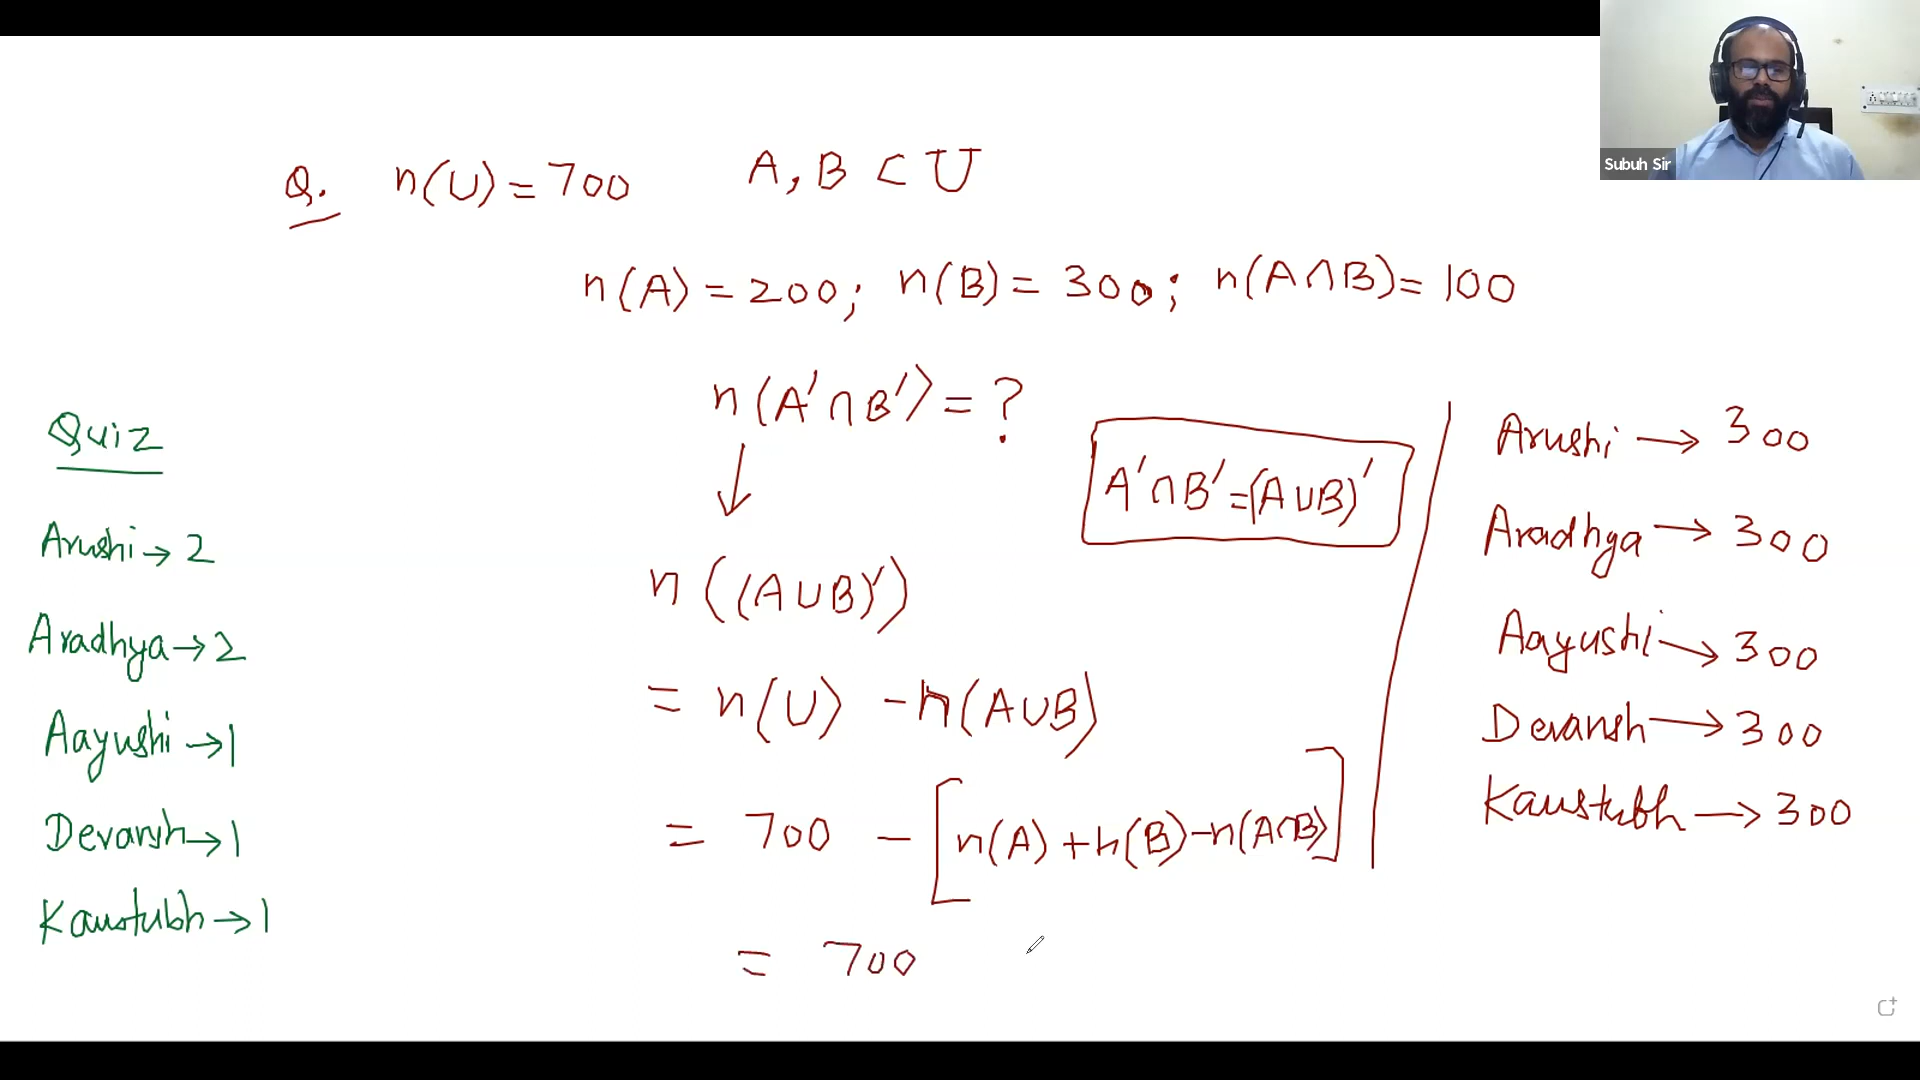 Subuh Sir
Q. n(U) = 700 A, B ⊂ U
n(A) = 200; n(B) = 300; n(A∩B) = 100
n(A'∩B') = ?
A'∩B' = (A∪B)'
n((A∪B)')
= n(U) - n(A∪B)
= 700 - [n(A) + n(B) - n(A∩B)]
= 700
Quiz
Arushi → 2
Aradhya → 2
Aayushi → 1
Devansh → 1
Kaustubh → 1
Arushi → 300
Aradhya → 300
Aayushi → 300
Devansh → 300
Kaustubh → 300